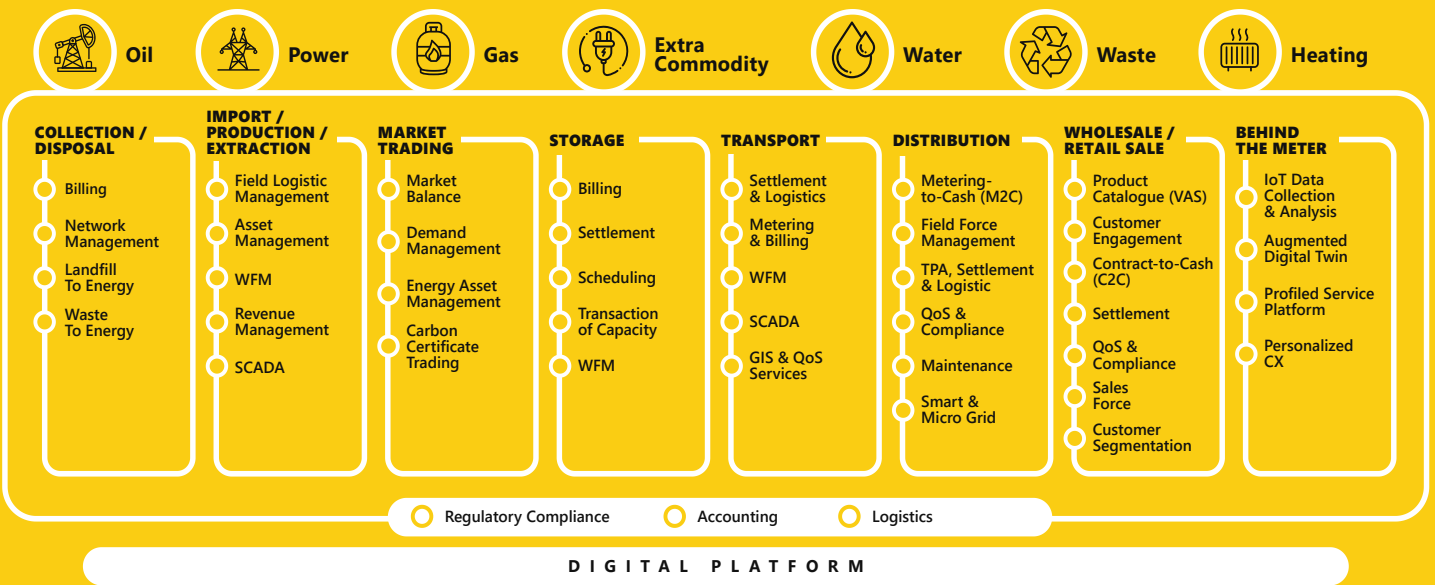 Oil
Power
Gas
Extra
Commodity
Water
Waste
Heating
COLLECTION /
DISPOSAL
Billing
Network
Management
Landfill
To Energy
Waste
To Energy
IMPORT /
PRODUCTION /
EXTRACTION
Field Logistic
Management
Asset
Management
WFM
Revenue
Management
SCADA
MARKET
TRADING
Market
Balance
Demand
Management
Energy Asset
Management
Carbon
Certificate
Trading
STORAGE
Billing
Settlement
Scheduling
Transaction
of Capacity
WFM
TRANSPORT
Settlement
& Logistics
Metering
& Billing
WFM
SCADA
GIS & QoS
Services
DISTRIBUTION
Metering-
to-Cash (M2C)
Field Force
Management
TPA, Settlement
& Logistic
QoS &
Compliance
Maintenance
Smart &
Micro Grid
WHOLESALE /
RETAIL SALE
Product
Catalogue (VAS)
Customer
Engagement
Contract-to-Cash
(C2C)
Settlement
QoS &
Compliance
Sales
Force
Customer
Segmentation
BEHIND
THE METER
IoT Data
Collection
& Analysis
Augmented
Digital Twin
Profiled Service
Platform
Personalized
CX
Regulatory Compliance
Accounting
Logistics
DIGITAL PLATFORM